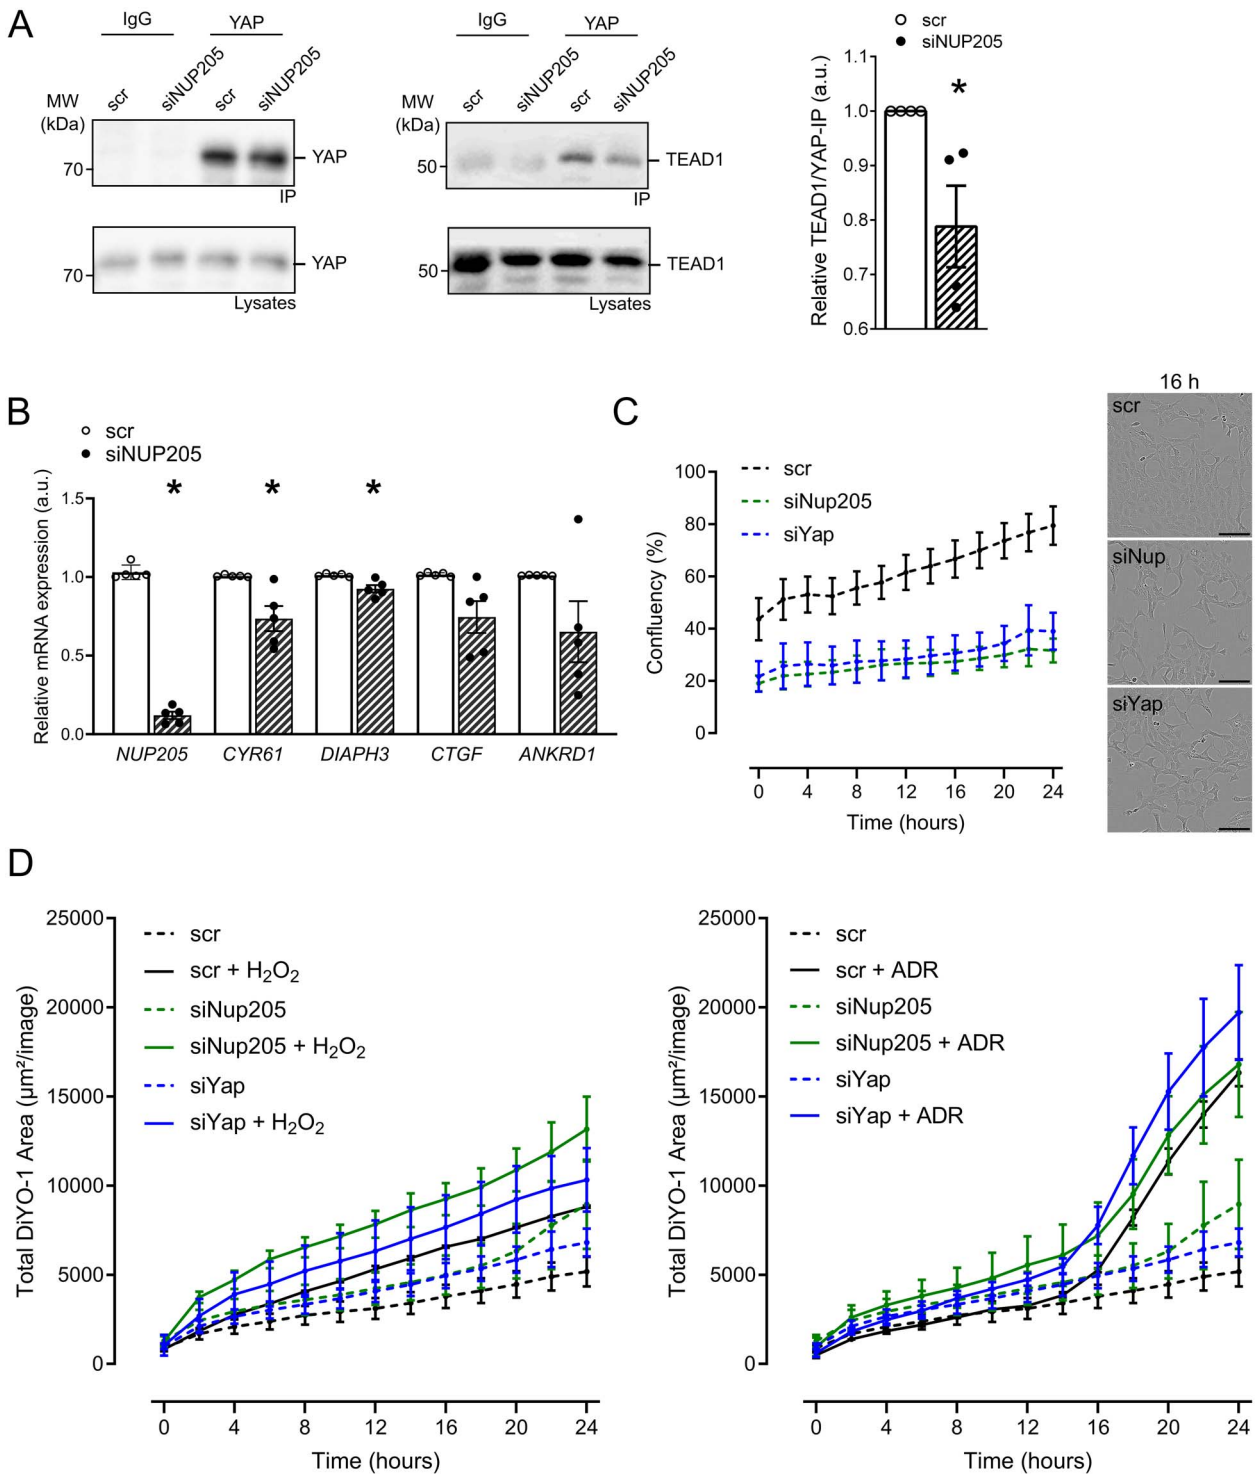 A
IgG YAP
scr siNUP205 scr siNUP205
MW
(kDa)
70
YAP
IP
70
YAP
Lysates
IgG YAP
scr siNUP205 scr siNUP205
MW
(kDa)
50
TEAD1
IP
50
TEAD1
Lysates
scr
siNUP205
Relative TEAD1/YAP-IP (a.u.)
1.1
1.0
0.9
0.8
0.7
0.6
*
B
scr
siNUP205
Relative mRNA expression (a.u.)
1.5
1.0
0.5
0.0
* * *
NUP205 CYR61 DIAPH3 CTGF ANKRD1
C
scr
siNup205
siYap
Confluency (%)
100
80
60
40
20
0
0 4 8 12 16 20 24
Time (hours)
16 h
scr
siNup
siYap
D
Total DiYO-1 Area (µm²/image)
25000
20000
15000
10000
5000
0
scr
scr + H₂O₂
siNup205
siNup205 + H₂O₂
siYap
siYap + H₂O₂
0 4 8 12 16 20 24
Time (hours)
Total DiYO-1 Area (µm²/image)
25000
20000
15000
10000
5000
0
scr
scr + ADR
siNup205
siNup205 + ADR
siYap
siYap + ADR
0 4 8 12 16 20 24
Time (hours)